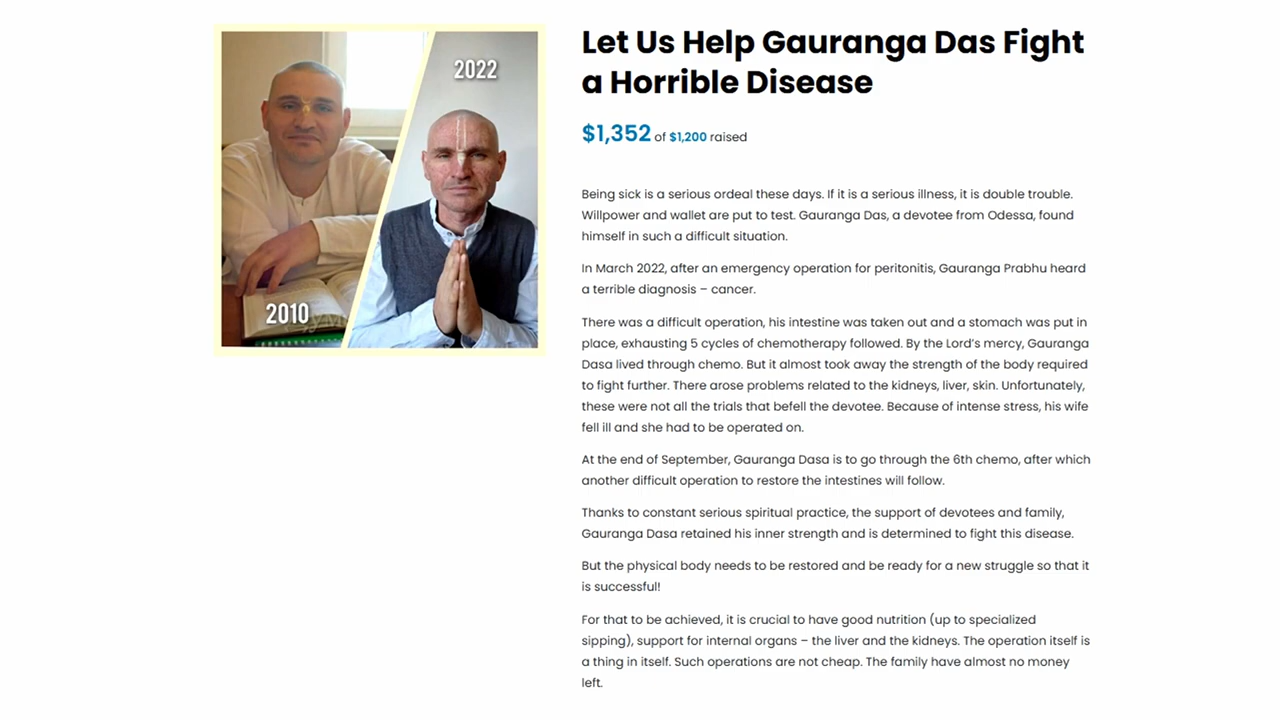 2022
2010
Let Us Help Gauranga Das Fight
a Horrible Disease
$1,352 of $1,200 raised
Being sick is a serious ordeal these days. If it is a serious illness, it is double trouble.
Willpower and wallet are put to test. Gauranga Das, a devotee from Odessa, found
himself in such a difficult situation.
In March 2022, after an emergency operation for peritonitis, Gauranga Prabhu heard
a terrible diagnosis – cancer.
There was a difficult operation, his intestine was taken out and a stomach was put in
place, exhausting 5 cycles of chemotherapy followed. By the Lord's mercy, Gauranga
Dasa lived through chemo. But it almost took away the strength of the body required
to fight further. There arose problems related to the kidneys, liver, skin. Unfortunately,
these were not all the trials that befell the devotee. Because of intense stress, his wife
fell ill and she had to be operated on.
At the end of September, Gauranga Dasa is to go through the 6th chemo, after which
another difficult operation to restore the intestines will follow.
Thanks to constant serious spiritual practice, the support of devotees and family,
Gauranga Dasa retained his inner strength and is determined to fight this disease.
But the physical body needs to be restored and be ready for a new struggle so that it
is successful!
For that to be achieved, it is crucial to have good nutrition (up to specialized
sipping), support for internal organs – the liver and the kidneys. The operation itself is
a thing in itself. Such operations are not cheap. The family have almost no money
left.